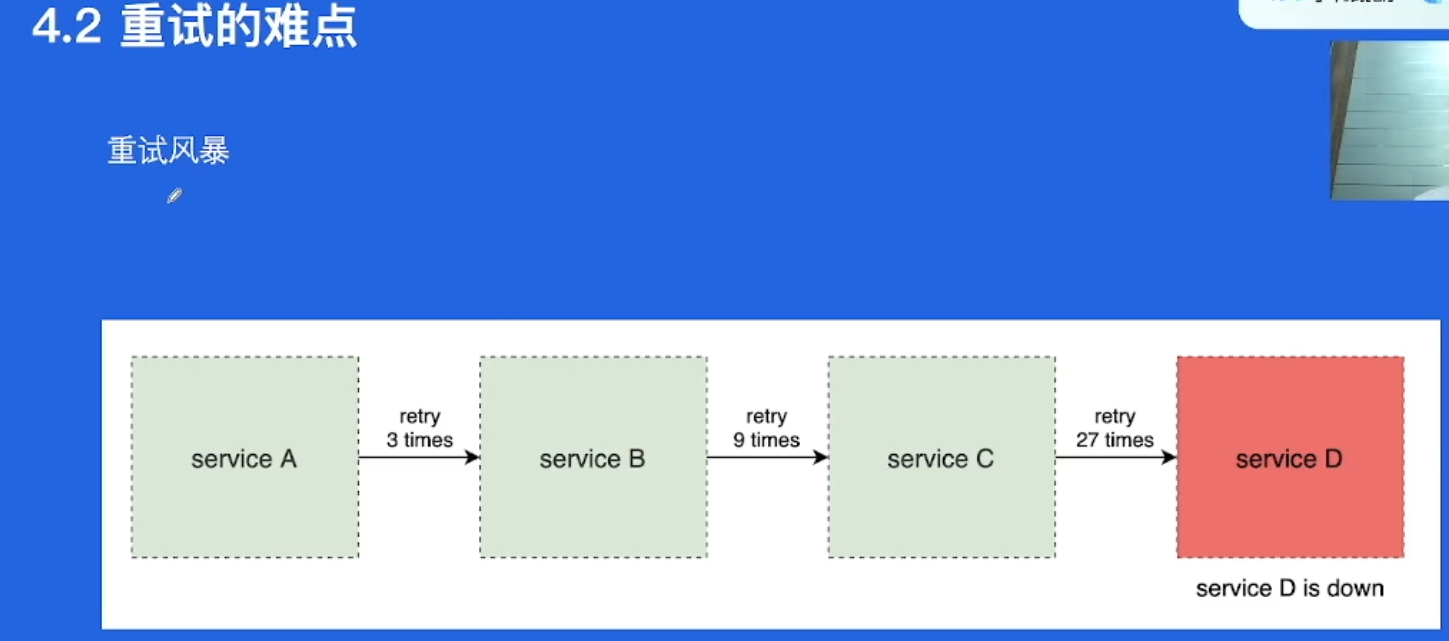 4.2 重试的难点
重试风暴
retry
3 times
retry
9 times
retry
27 times
service A
service B
service C
service D
service D is down